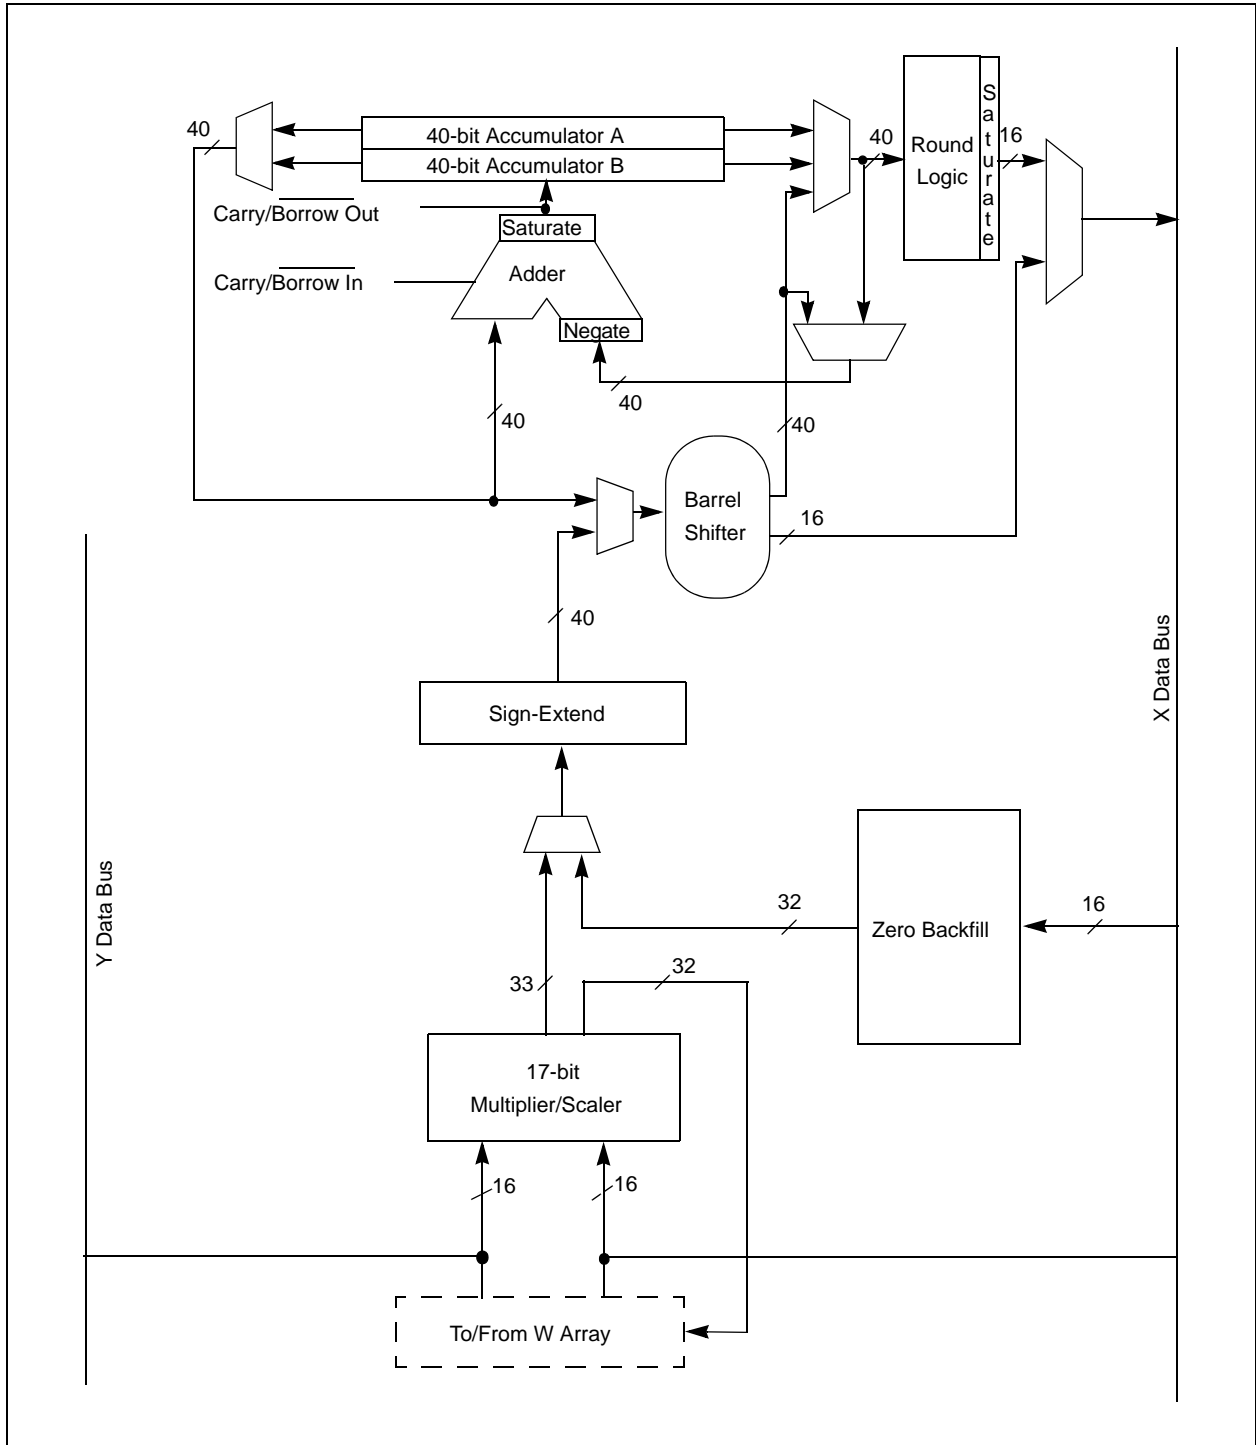 40
40-bit Accumulator A
40-bit Accumulator B
40
Round
Logic
Saturate
16
Carry/Borrow Out
Saturate
Carry/Borrow In
Adder
Negate
40
40
40
Barrel
Shifter
16
40
Sign-Extend
X Data Bus
Y Data Bus
32
Zero Backfill
16
33
32
17-bit
Multiplier/Scaler
16
16
To/From W Array